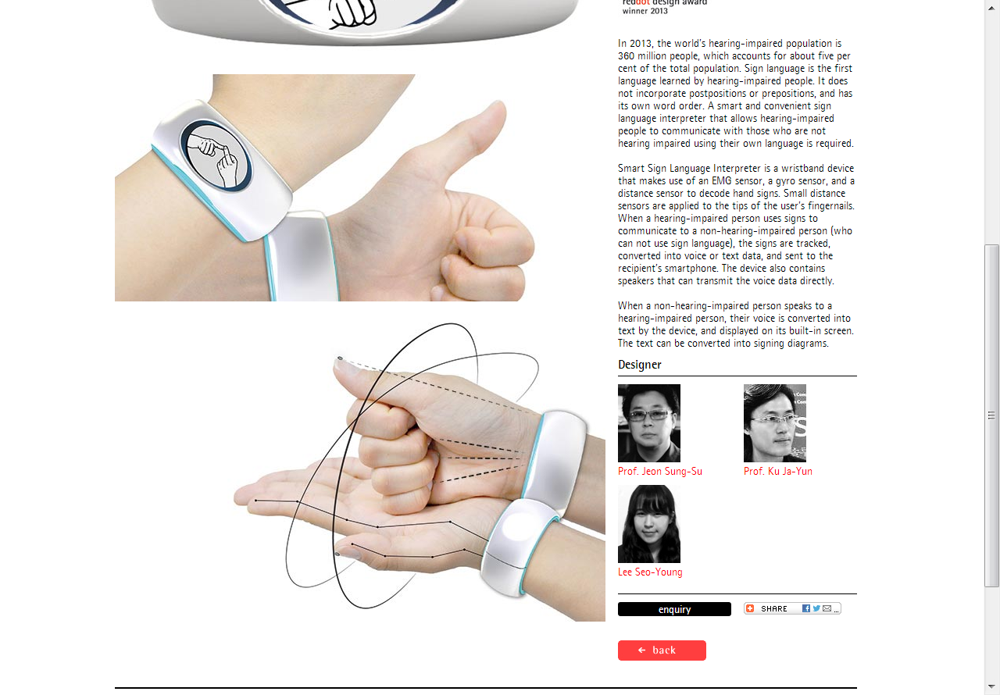 reddot design award
winner 2013
In 2013, the world's hearing-impaired population is
360 million people, which accounts for about five per
cent of the total population. Sign language is the first
language learned by hearing-impaired people. It does
not incorporate postpositions or prepositions, and has
its own word order. A smart and convenient sign
language interpreter that allows hearing-impaired
people to communicate with those who are not
hearing impaired using their own language is required.
Smart Sign Language Interpreter is a wristband device
that makes use of an EMG sensor, a gyro sensor, and a
distance sensor to decode hand signs. Small distance
sensors are applied to the tips of the user's fingernails.
When a hearing-impaired person uses signs to
communicate to a non-hearing-impaired person (who
can not use sign language), the signs are tracked,
converted into voice or text data, and sent to the
recipient's smartphone. The device also contains
speakers that can transmit the voice data directly.
When a non-hearing-impaired person speaks to a
hearing-impaired person, their voice is converted into
text by the device, and displayed on its built-in screen.
The text can be converted into signing diagrams.
Designer
Prof. Jeon Sung-Su
Prof. Ku Ja-Yun
Lee Seo-Young
enquiry
SHARE ...
← back